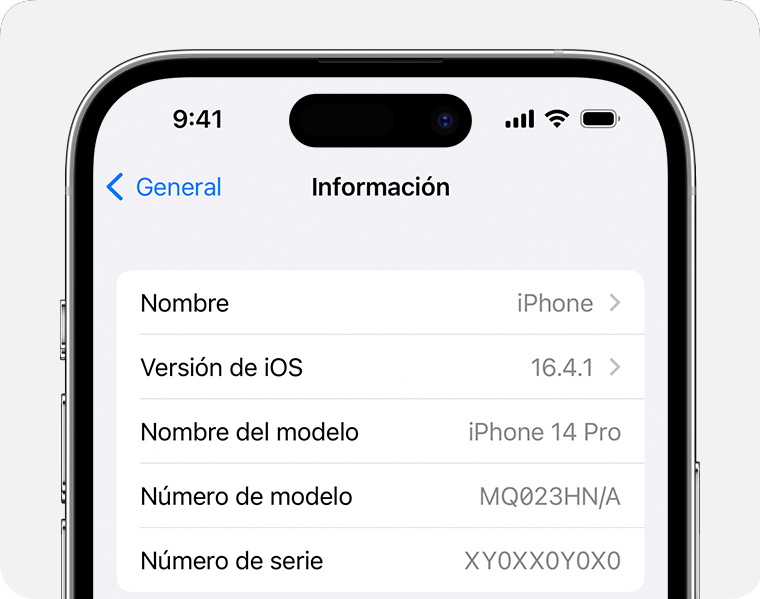 9:41
General
Información
Nombre iPhone
Versión de iOS 16.4.1
Nombre del modelo iPhone 14 Pro
Número de modelo MQ023HN/A
Número de serie XY0XX0Y0X0